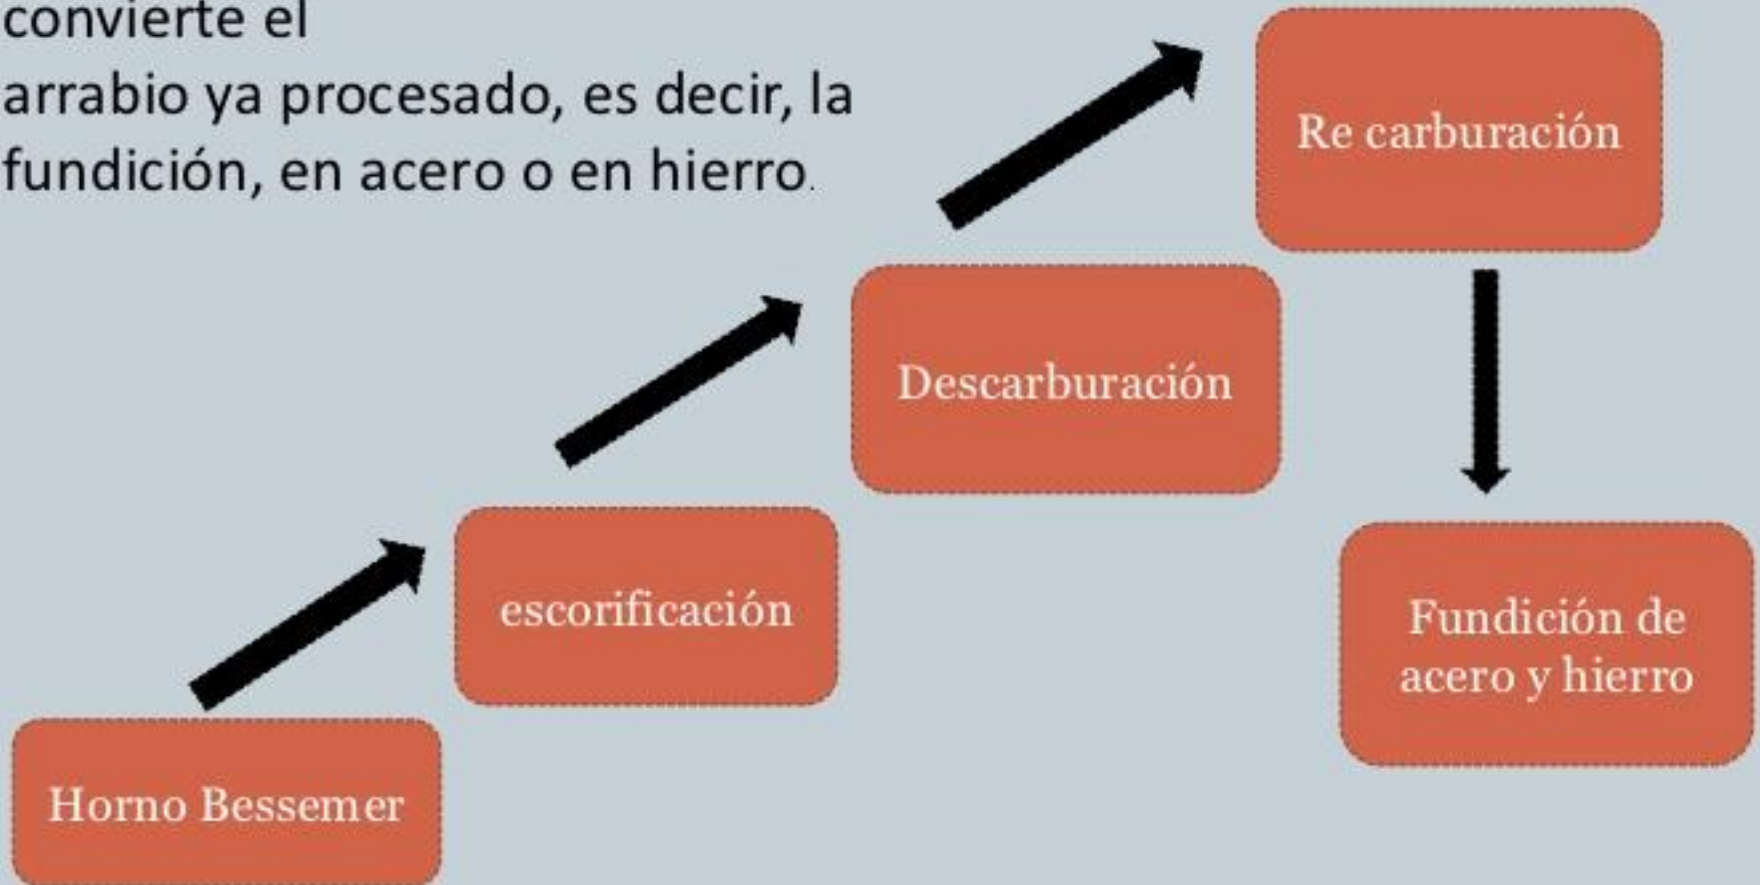 convierte el
arrabio ya procesado, es decir, la
fundición, en acero o en hierro.
Re carburación
Descarburación
escorificación
Fundición de
acero y hierro
Horno Bessemer